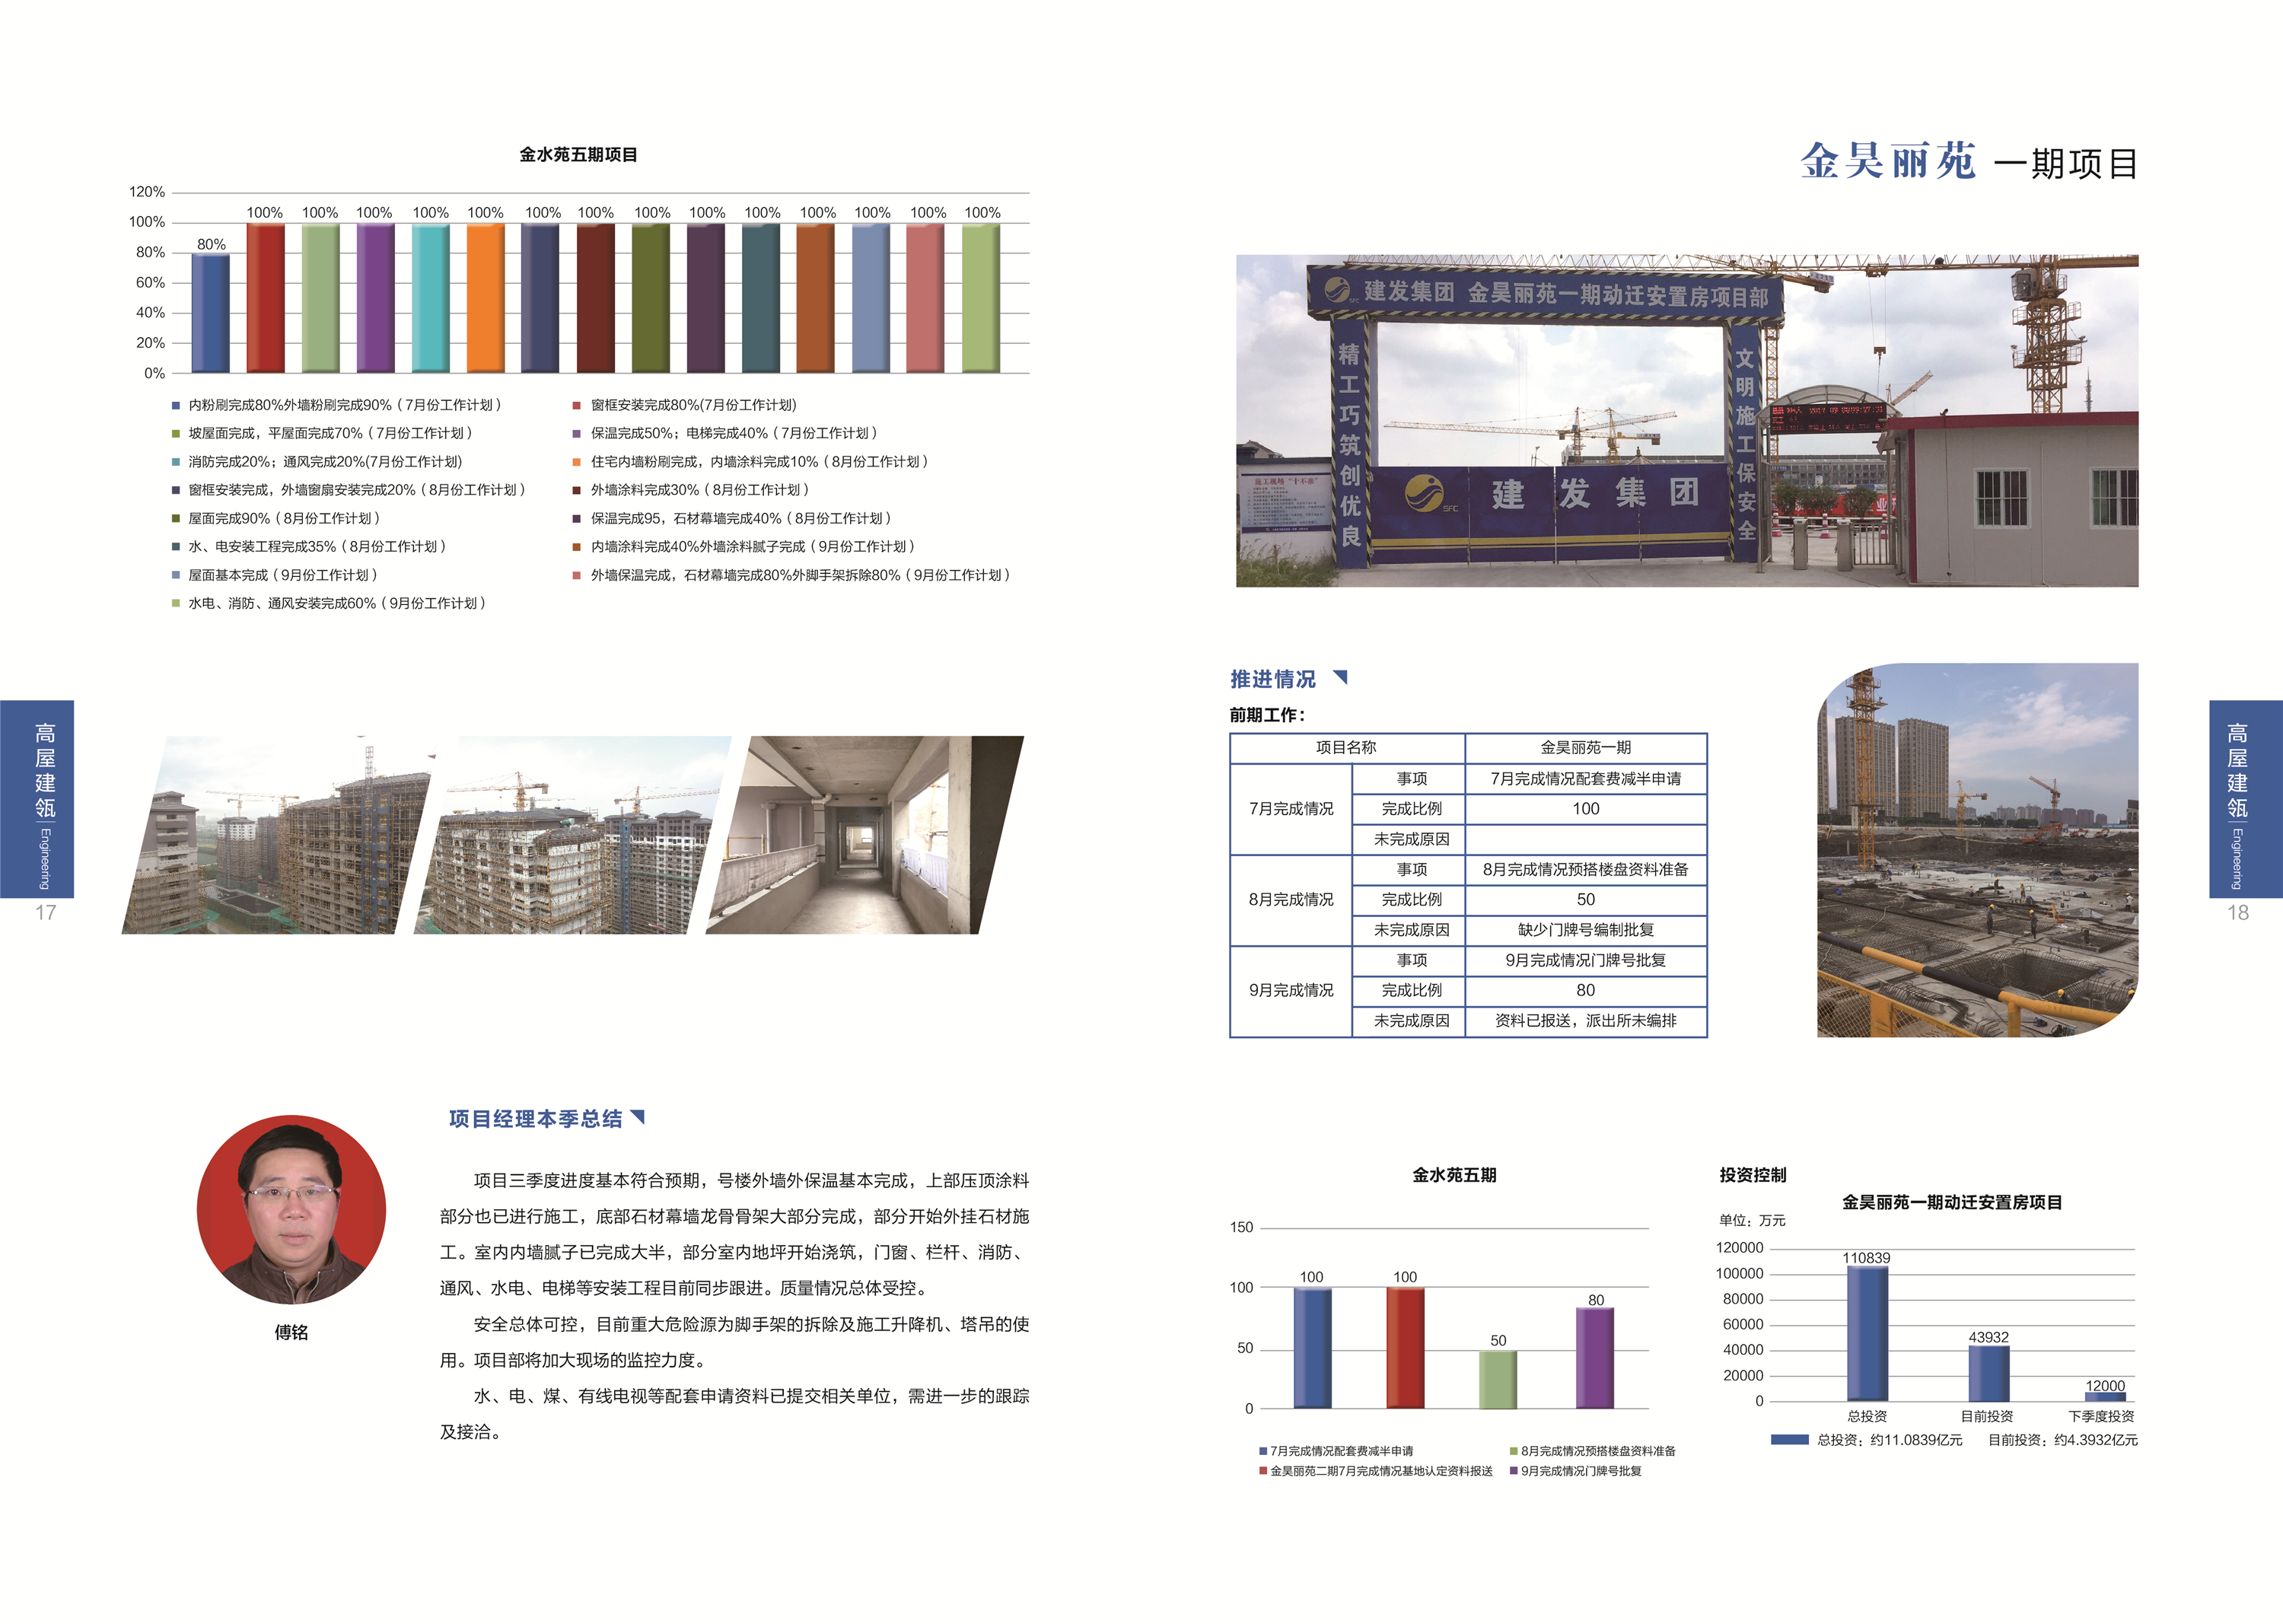 金水苑五期项目
120%
100%
80%
60%
40%
20%
0%
80%
100% 100% 100% 100% 100% 100% 100% 100% 100% 100% 100% 100% 100% 100%
内粉刷完成80%外墙粉刷完成90%（7月份工作计划）
窗框安装完成80%(7月份工作计划)
坡屋面完成，平屋面完成70%（7月份工作计划）
保温完成50%；电梯完成40%（7月份工作计划）
消防完成20%；通风完成20%(7月份工作计划)
住宅内墙粉刷完成，内墙涂料完成10%（8月份工作计划）
窗框安装完成，外墙窗扇安装完成20%（8月份工作计划）
外墙涂料完成30%（8月份工作计划）
屋面完成90%（8月份工作计划）
保温完成95，石材幕墙完成40%（8月份工作计划）
水、电安装工程完成35%（8月份工作计划）
内墙涂料完成40%外墙涂料腻子完成（9月份工作计划）
屋面基本完成（9月份工作计划）
外墙保温完成，石材幕墙完成80%外脚手架拆除80%（9月份工作计划）
水电、消防、通风安装完成60%（9月份工作计划）
高屋建瓴
Engineering
17
项目经理本季总结
项目三季度进度基本符合预期，号楼外墙外保温基本完成，上部压顶涂料
部分也已进行施工，底部石材幕墙龙骨骨架大部分完成，部分开始外挂石材施
工。室内内墙腻子已完成大半，部分室内地坪开始浇筑，门窗、栏杆、消防、
通风、水电、电梯等安装工程目前同步跟进。质量情况总体受控。
安全总体可控，目前重大危险源为脚手架的拆除及施工升降机、塔吊的使
用。项目部将加大现场的监控力度。
水、电、煤、有线电视等配套申请资料已提交相关单位，需进一步的跟踪
及接洽。
傅铭
金昊丽苑 一期项目
SFC 建发集团 金昊丽苑一期动迁安置房项目部
精工巧筑创优良
文明施工保安全
施工现场“十不准”
SFC 建发集团
推进情况
前期工作：
项目名称 金昊丽苑一期
7月完成情况 事项 7月完成情况配套费减半申请
完成比例 100
未完成原因
8月完成情况 事项 8月完成情况预搭楼盘资料准备
完成比例 50
未完成原因 缺少门牌号编制批复
9月完成情况 事项 9月完成情况门牌号批复
完成比例 80
未完成原因 资料已报送，派出所未编排
高屋建瓴
Engineering
18
金水苑五期
150
100
50
0
100
100
50
80
7月完成情况配套费减半申请
8月完成情况预搭楼盘资料准备
金昊丽苑二期7月完成情况基地认定资料报送
9月完成情况门牌号批复
投资控制
金昊丽苑一期动迁安置房项目
单位：万元
120000
100000
80000
60000
40000
20000
0
110839
43932
12000
总投资 目前投资 下季度投资
总投资：约11.0839亿元 目前投资：约4.3932亿元